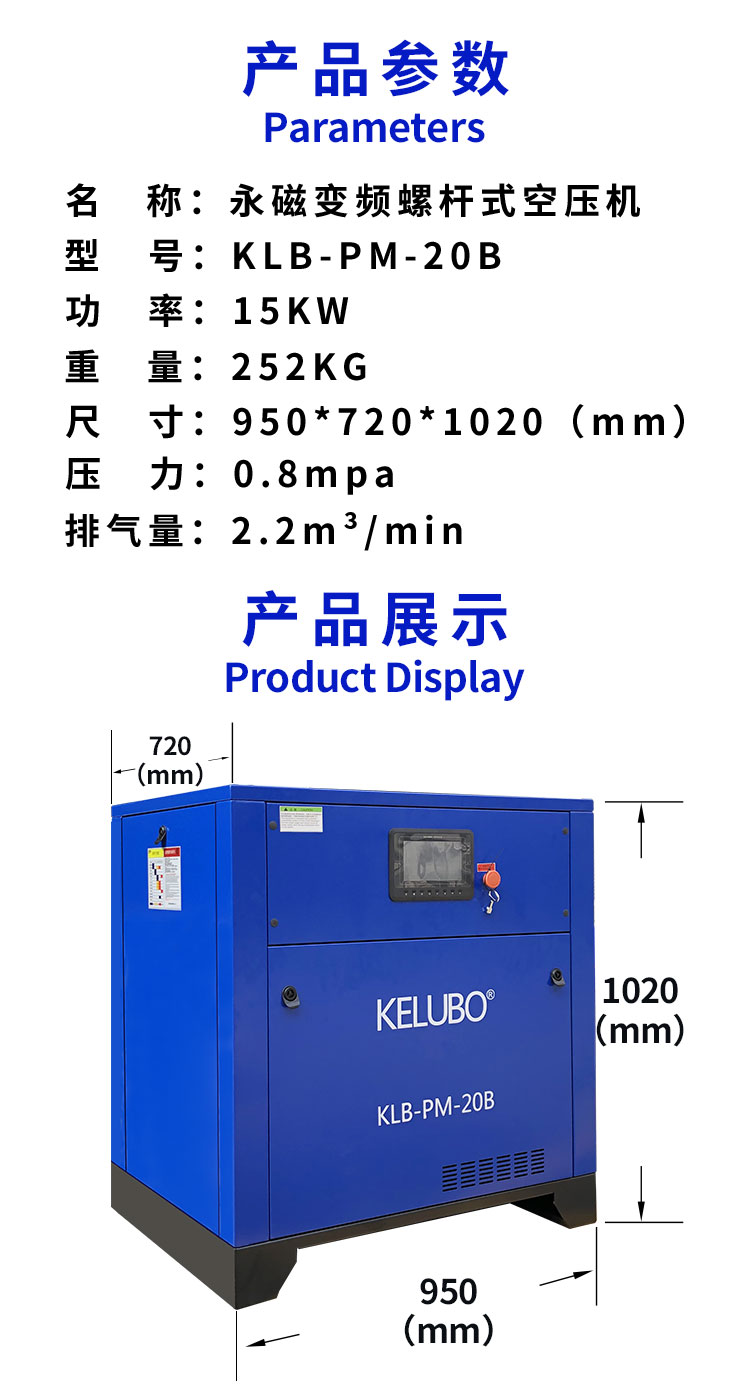 产品参数
Parameters
名 称：永磁变频螺杆式空压机
型 号：KLB-PM-20B
功 率：15KW
重 量：252KG
尺 寸：950*720*1020（mm）
压 力：0.8mpa
排气量：2.2m³/min
产品展示
Product Display
720
（mm）
KELUBO®
1020
（mm）
KLB-PM-20B
950
（mm）